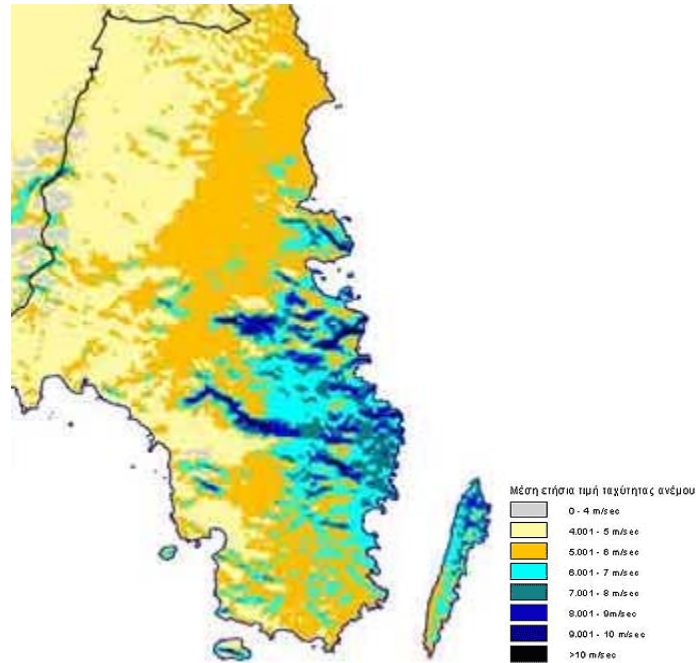 Μέση ετήσια τιμή ταχύτητας ανέμου
0 - 4 m/sec
4.001 - 5 m/sec
5.001 - 6 m/sec
6.001 - 7 m/sec
7.001 - 8 m/sec
8.001 - 9m/sec
9.001 - 10 m/sec
>10 m/sec